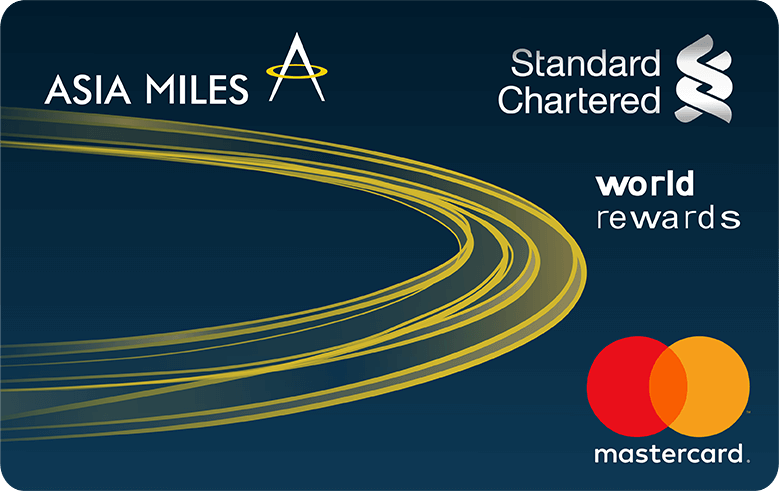 ASIA MILES
Standard
Chartered
world
rewards
mastercard.